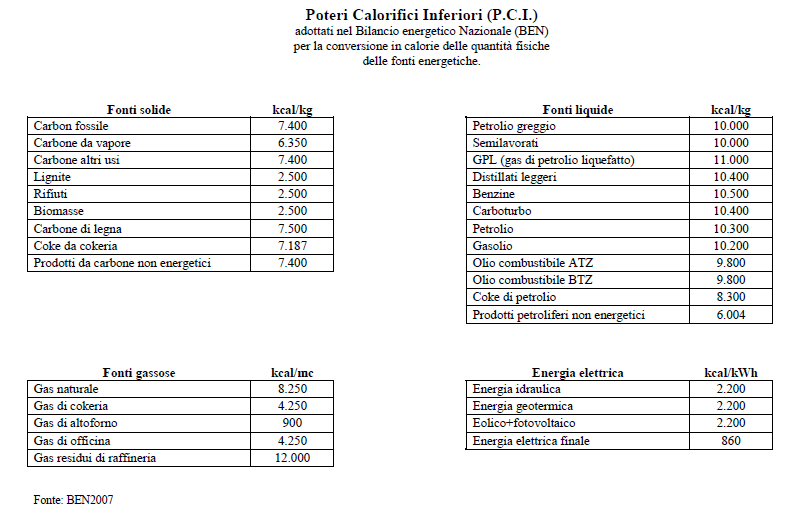 Poteri Calorifici Inferiori (P.C.I.)
adottati nel Bilancio energetico Nazionale (BEN)
per la conversione in calorie delle quantità fisiche
delle fonti energetiche.
Fonti solide kcal/kg
Carbon fossile 7.400
Carbone da vapore 6.350
Carbone altri usi 7.400
Lignite 2.500
Rifiuti 2.500
Biomasse 2.500
Carbone di legna 7.500
Coke da cokeria 7.187
Prodotti da carbone non energetici 7.400
Fonti liquide kcal/kg
Petrolio greggio 10.000
Semilavorati 10.000
GPL (gas di petrolio liquefatto) 11.000
Distillati leggeri 10.400
Benzine 10.500
Carboturbo 10.400
Petrolio 10.300
Gasolio 10.200
Olio combustibile ATZ 9.800
Olio combustibile BTZ 9.800
Coke di petrolio 8.300
Prodotti petroliferi non energetici 6.004
Fonti gassose kcal/mc
Gas naturale 8.250
Gas di cokeria 4.250
Gas di altoforno 900
Gas di officina 4.250
Gas residui di raffineria 12.000
Energia elettrica kcal/kWh
Energia idraulica 2.200
Energia geotermica 2.200
Eolico+fotovoltaico 2.200
Energia elettrica finale 860
Fonte: BEN2007